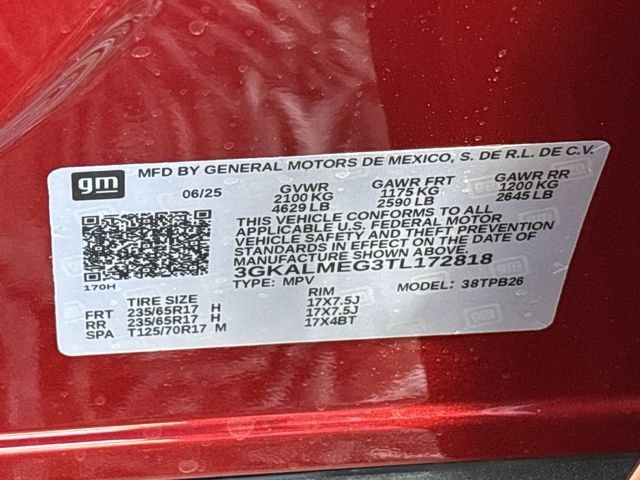 gm
MFD BY GENERAL MOTORS DE MEXICO, S. DE R.L. DE C.V.
06/25 GVWR GAWR FRT GAWR RR
2100 KG 1175 KG 1200 KG
4629 LB 2590 LB 2645 LB
THIS VEHICLE CONFORMS TO ALL
APPLICABLE U.S. FEDERAL MOTOR
VEHICLE SAFETY AND THEFT PREVENTION
STANDARDS IN EFFECT ON THE DATE OF
MANUFACTURE SHOWN ABOVE.
3GKALMEG3TL172818
170H TYPE: MPV MODEL: 38TPB26
TIRE SIZE RIM
FRT 235/65R17 H 17X7.5J
RR 235/65R17 H 17X7.5J
SPA T125/70R17 M 17X4BT